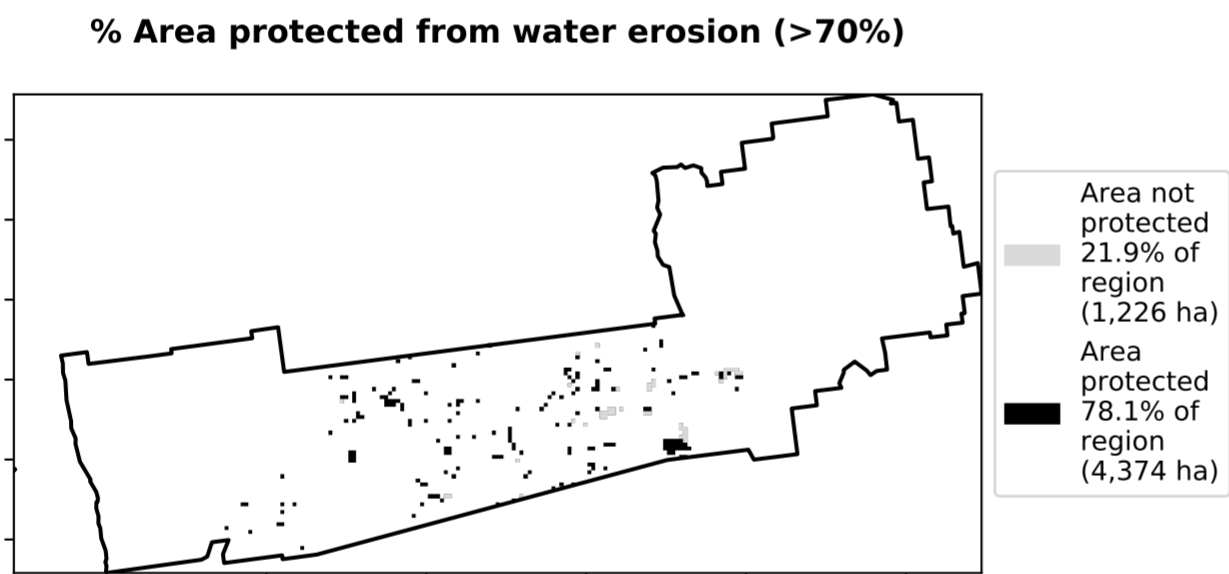 % Area protected from water erosion (>70%)
Area not
protected
21.9% of
region
(1,226 ha)
Area
protected
78.1% of
region
(4,374 ha)